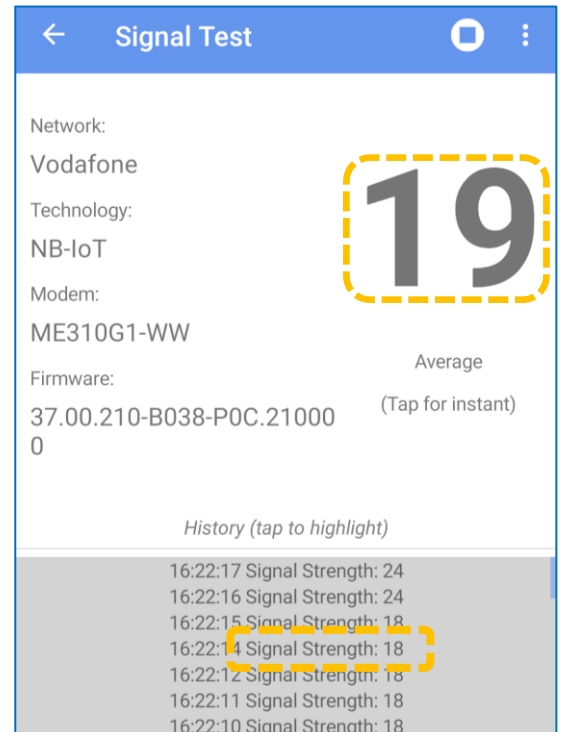 Signal Test
Network:
Vodafone
Technology:
NB-IoT
Modem:
ME310G1-WW
Firmware:
37.00.210-B038-P0C.21000
0
19
Average
(Tap for instant)
History (tap to highlight)
16:22:17 Signal Strength: 24
16:22:16 Signal Strength: 24
16:22:15 Signal Strength: 18
16:22:14 Signal Strength: 18
16:22:12 Signal Strength: 18
16:22:11 Signal Strength: 18
16:22:10 Signal Strength: 18